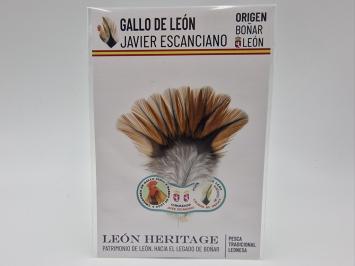 GALLO DE LEÓN
JAVIER ESCANCIANO
ORIGEN
BOÑAR
LEÓN
LEÓN HERITAGE
PATRIMONIO DE LEÓN. HACIA EL LEGADO DE BOÑAR
PESCA
TRADICIONAL
LEONESA